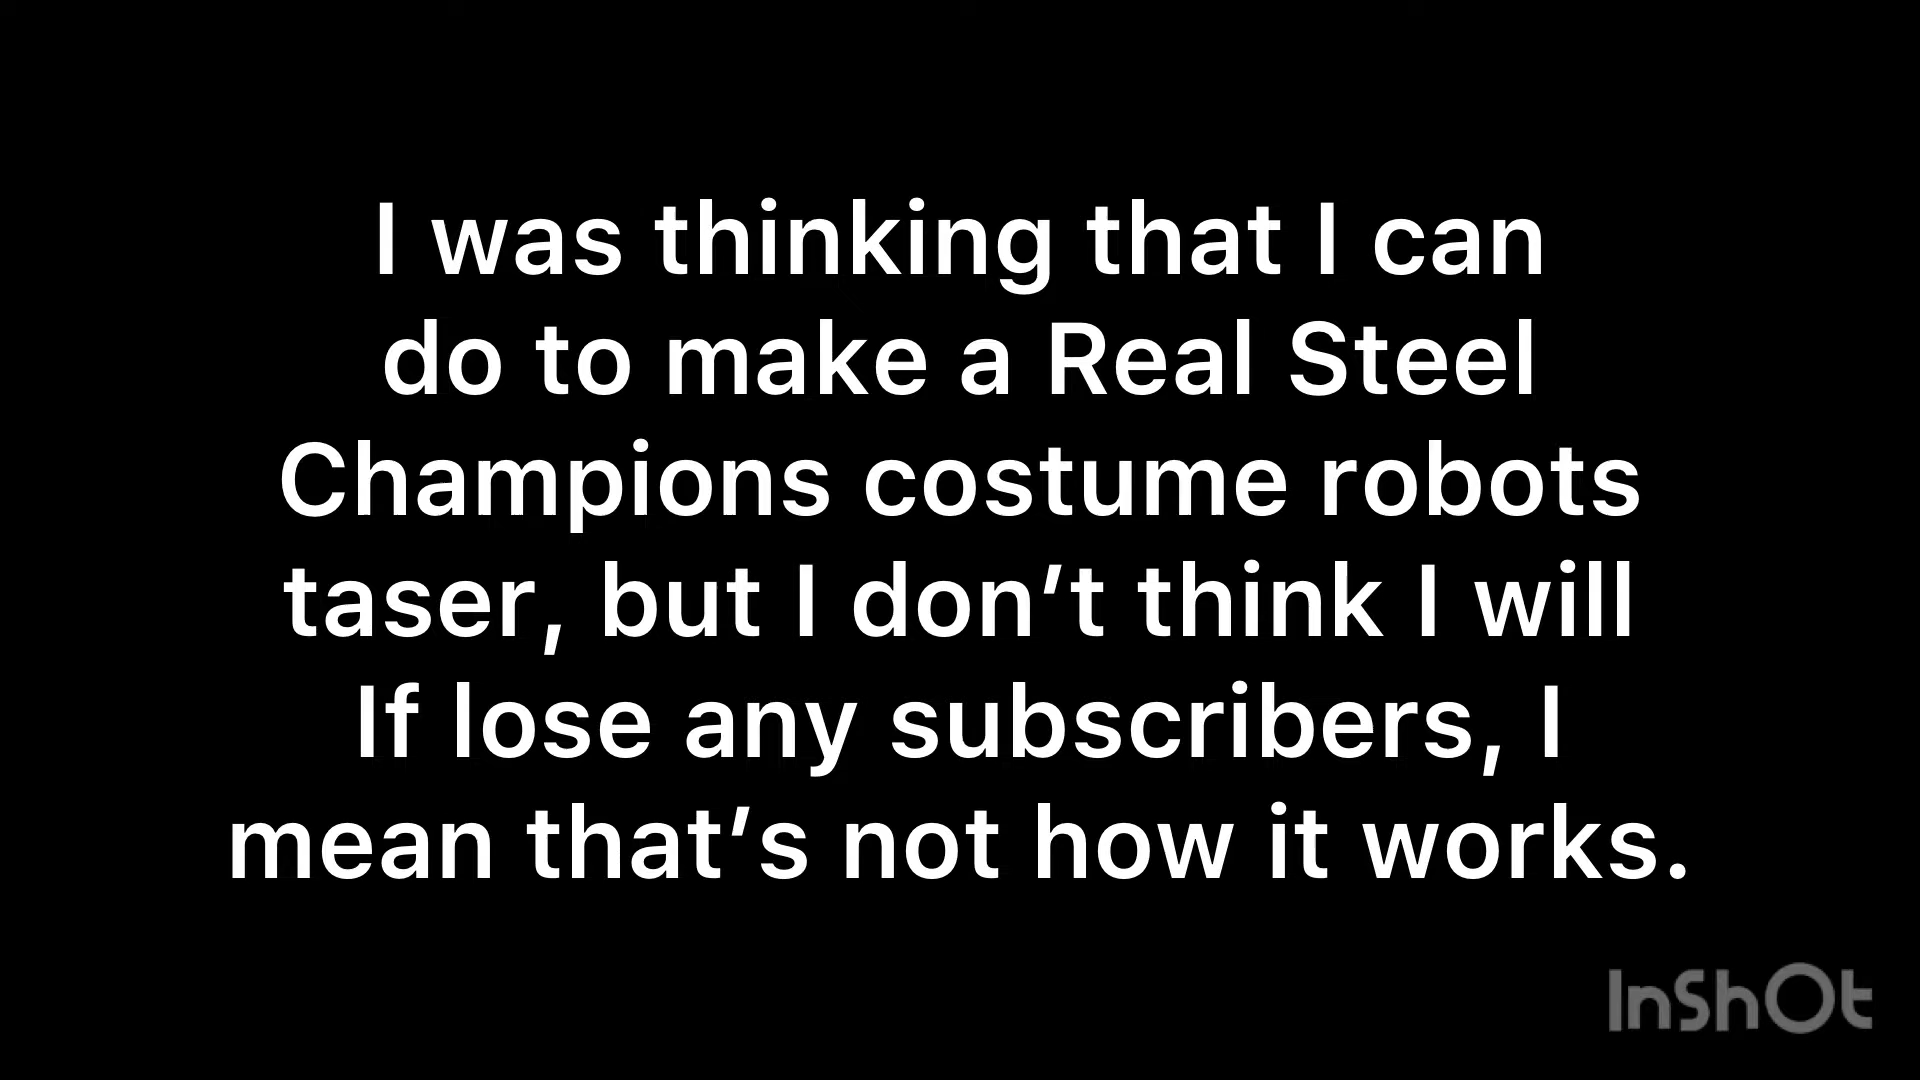 I was thinking that I can
do to make a Real Steel
Champions costume robots
taser, but I don’t think I will
If lose any subscribers, I
mean that’s not how it works.
InShOt